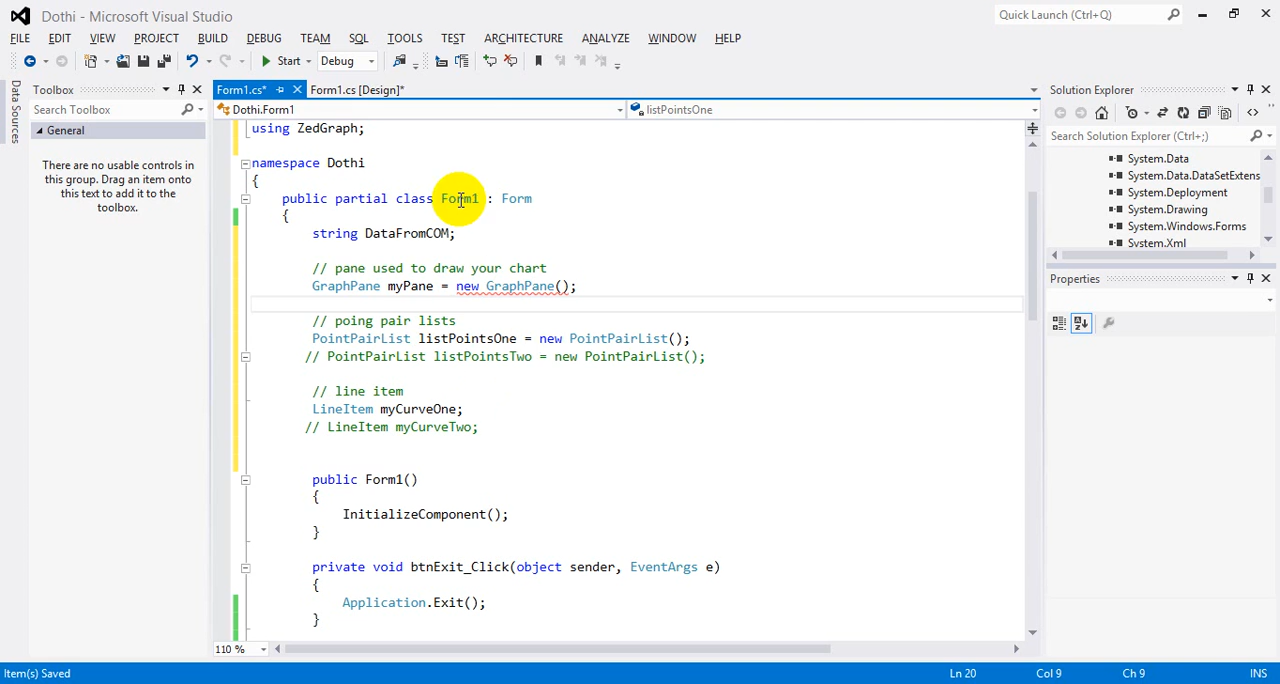 Dothi - Microsoft Visual Studio
Quick Launch (Ctrl+Q)
FILE EDIT VIEW PROJECT BUILD DEBUG TEAM SQL TOOLS TEST ARCHITECTURE ANALYZE WINDOW HELP
Start Debug
Data Sources
Toolbox
Search Toolbox
General
There are no usable controls in
this group. Drag an item onto
this text to add it to the
toolbox.
Form1.cs* Form1.cs [Design]*
Dothi.Form1 listPointsOne
using ZedGraph;
namespace Dothi
{
public partial class Form1 : Form
{
string DataFromCOM;
// pane used to draw your chart
GraphPane myPane = new GraphPane();
// poing pair lists
PointPairList listPointsOne = new PointPairList();
// PointPairList listPointsTwo = new PointPairList();
// line item
LineItem myCurveOne;
// LineItem myCurveTwo;
public Form1()
{
InitializeComponent();
}
private void btnExit_Click(object sender, EventArgs e)
{
Application.Exit();
}
110 %
Solution Explorer
Search Solution Explorer (Ctrl+;)
System.Data
System.Data.DataSetExtens
System.Deployment
System.Drawing
System.Windows.Forms
System.Xml
Properties
Item(s) Saved Ln 20 Col 9 Ch 9 INS